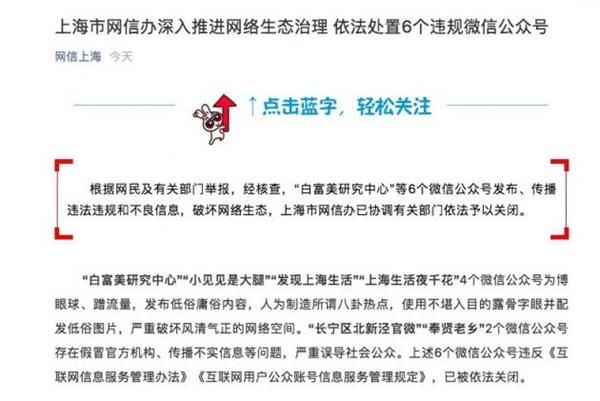 上海市网信办深入推进网络生态治理 依法处置6个违规微信公众号
网信上海 今天
↑点击蓝字，轻松关注
根据网民及有关部门举报，经核查，“白富美研究中心”等6个微信公众号发布、传播
违法违规和不良信息，破坏网络生态，上海市网信办已协调有关部门依法予以关闭。
“白富美研究中心”“小见见是大腿”“发现上海生活”“上海生活夜千花”4个微信公众号为博
眼球、蹭流量，发布低俗庸俗内容，人为制造所谓八卦热点，使用不堪入目的露骨字眼并配
发低俗图片，严重破坏风清气正的网络空间。“长宁区北新泾官微”“奉贤老乡”2个微信公众号
存在假冒官方机构、传播不实信息等问题，严重误导社会公众。上述6个微信公众号违反《互
联网信息服务管理办法》《互联网用户公众账号信息服务管理规定》，已被依法关闭。